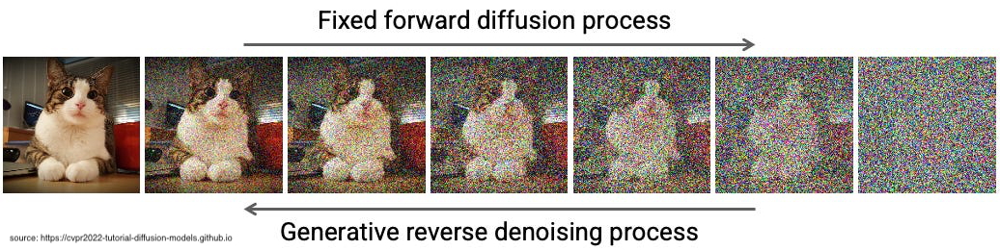 Fixed forward diffusion process
Generative reverse denoising process
source: https://cvpr2022-tutorial-diffusion-models.github.io